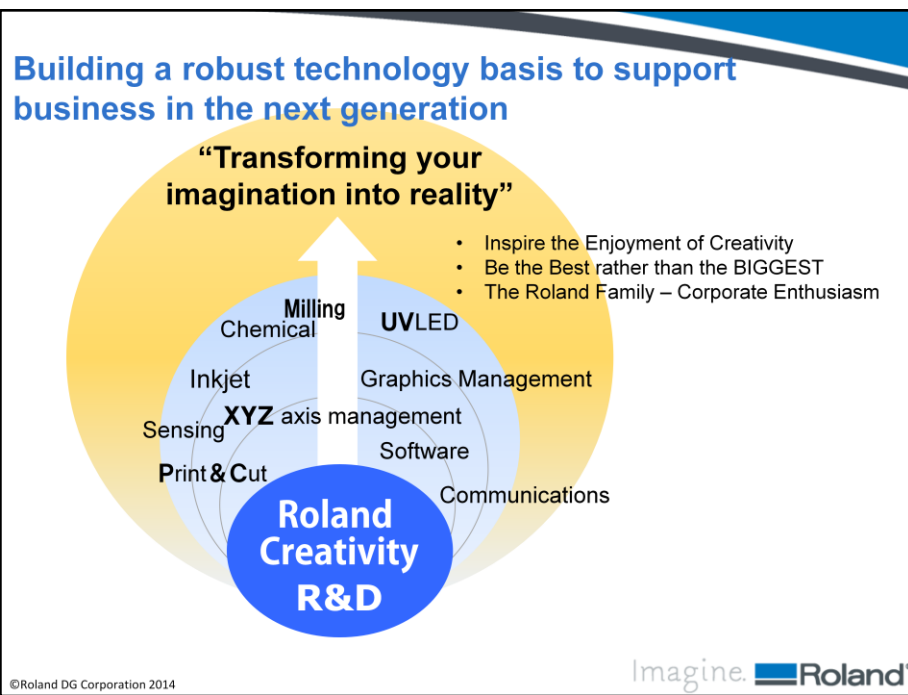 Building a robust technology basis to support
business in the next generation
“Transforming your
imagination into reality”
• Inspire the Enjoyment of Creativity
• Be the Best rather than the BIGGEST
• The Roland Family – Corporate Enthusiasm
Milling
Chemical
UVLED
Inkjet
Graphics Management
XYZ axis management
Sensing
Software
Print & Cut
Communications
Roland
Creativity
R&D
©Roland DG Corporation 2014
Imagine. Roland®